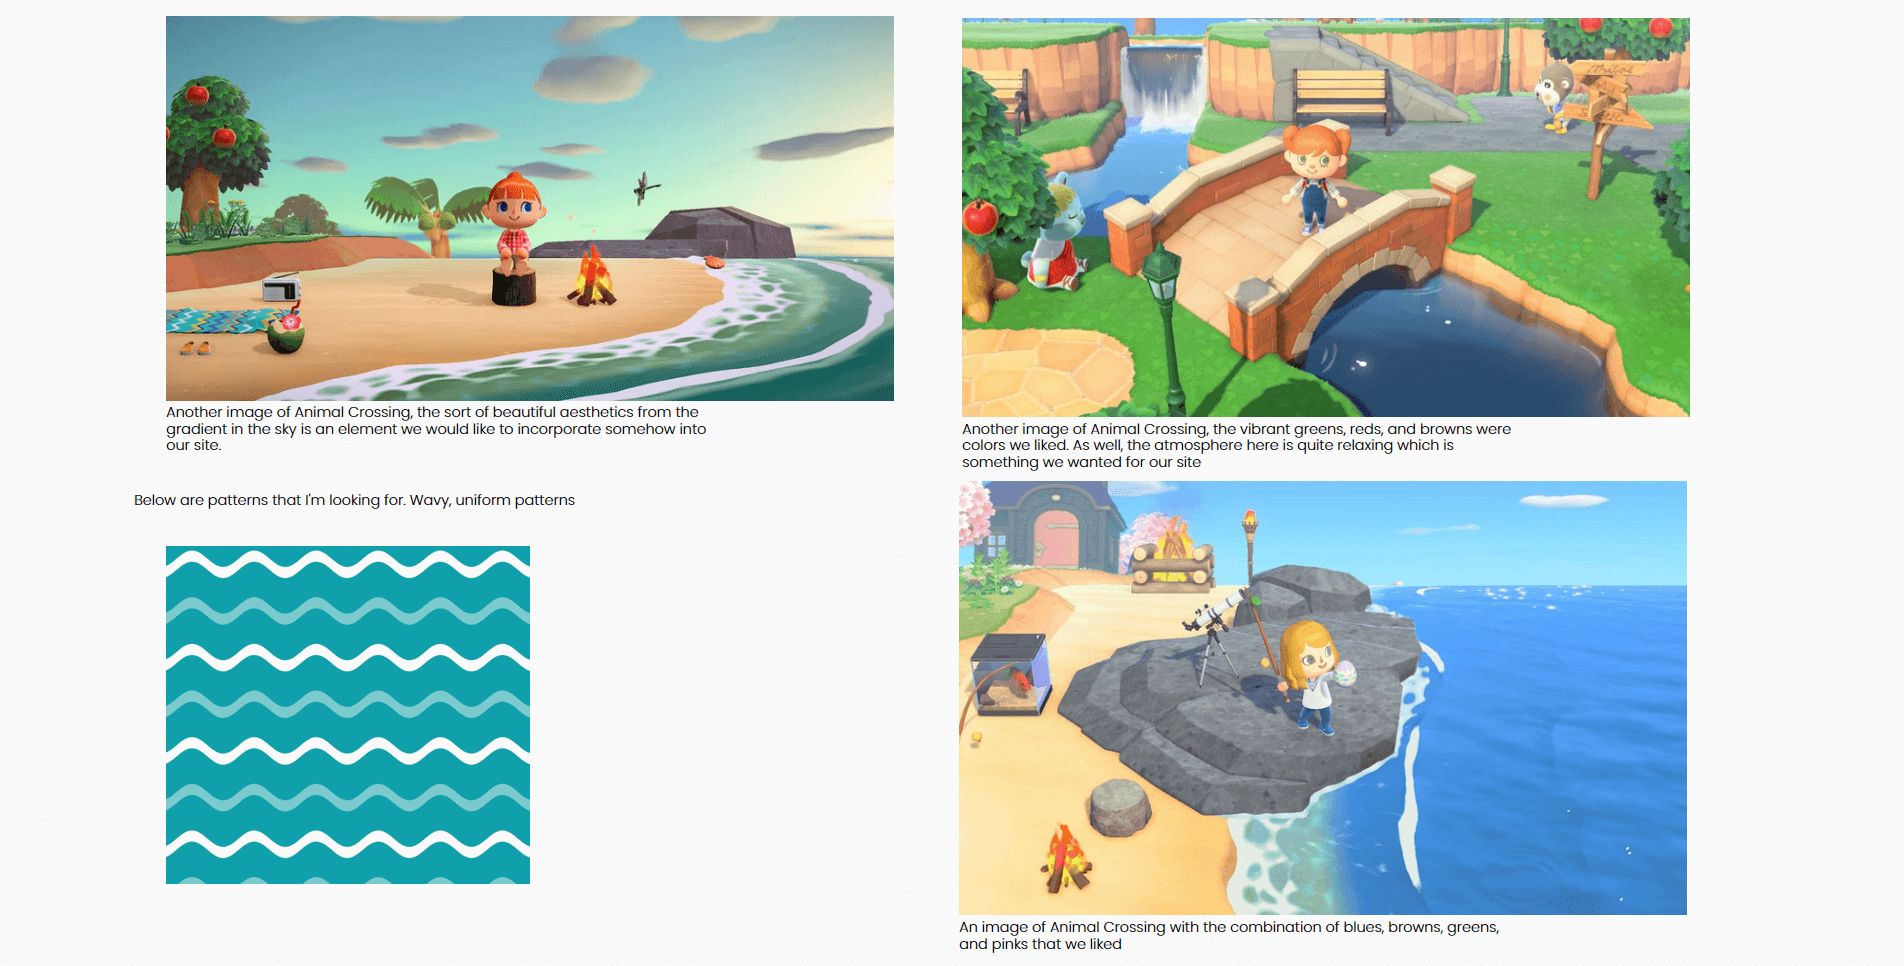 Another image of Animal Crossing, the sort of beautiful aesthetics from the
gradient in the sky is an element we would like to incorporate somehow into
our site.
Another image of Animal Crossing, the vibrant greens, reds, and browns were
colors we liked. As well, the atmosphere here is quite relaxing which is
something we wanted for our site
Below are patterns that I'm looking for. Wavy, uniform patterns
An image of Animal Crossing with the combination of blues, browns, greens,
and pinks that we liked